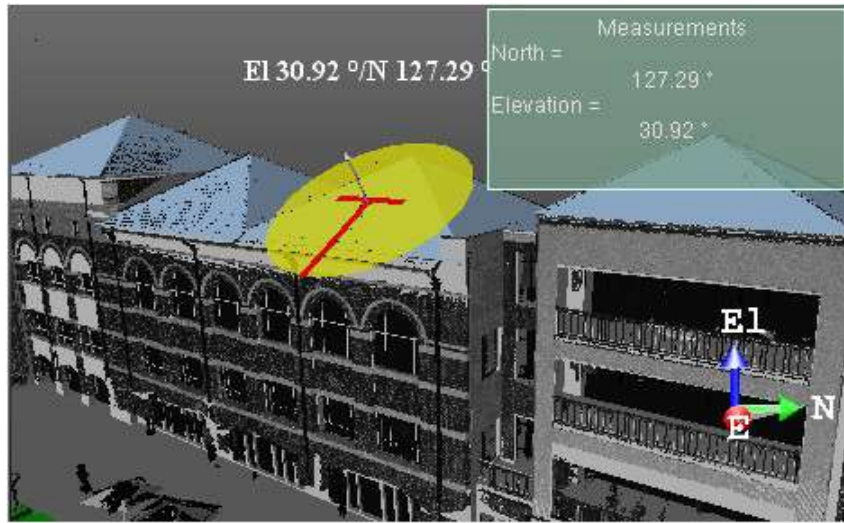 Measurements
North =
127.29 °
Elevation =
30.92 °
El 30.92 º/N 127.29 º
El
N
E